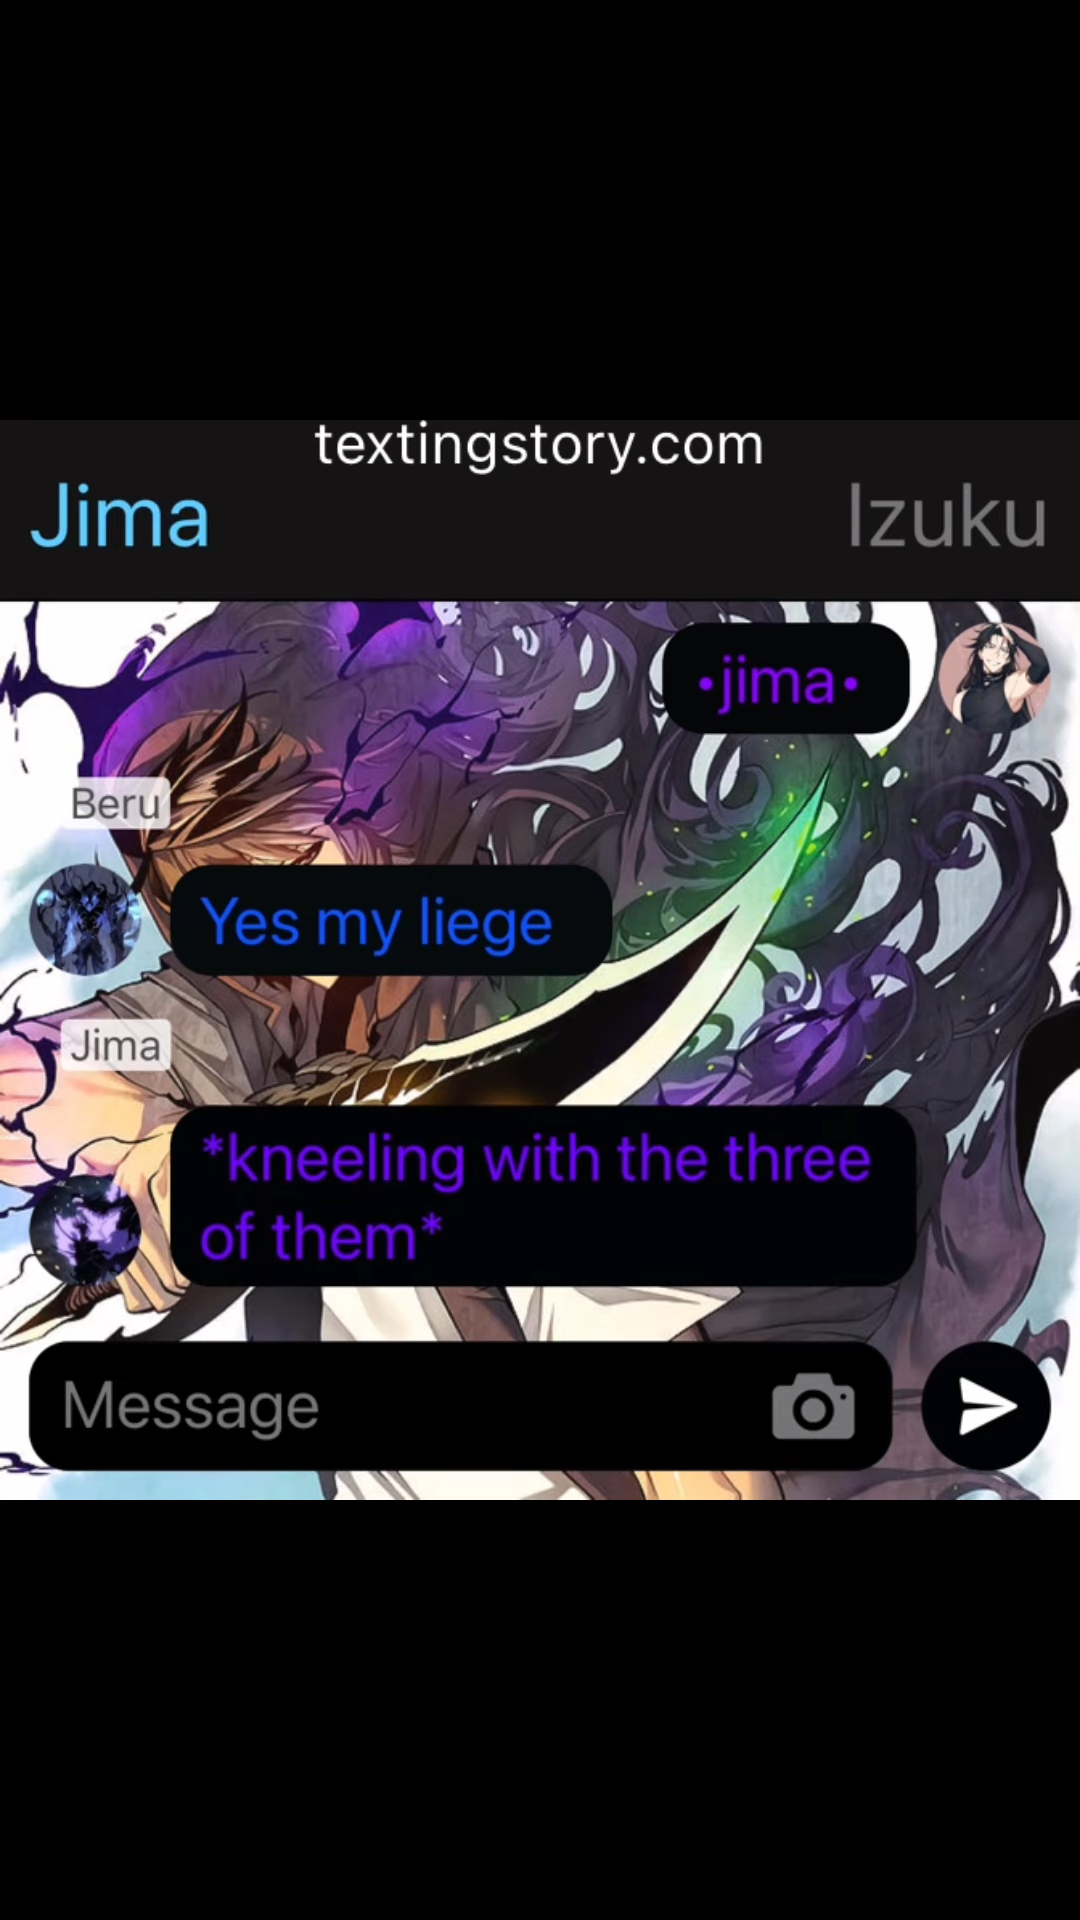 textingstory.com
Jima
Izuku
•jima•
Beru
Yes my liege
Jima
*kneeling with the three
of them*
Message